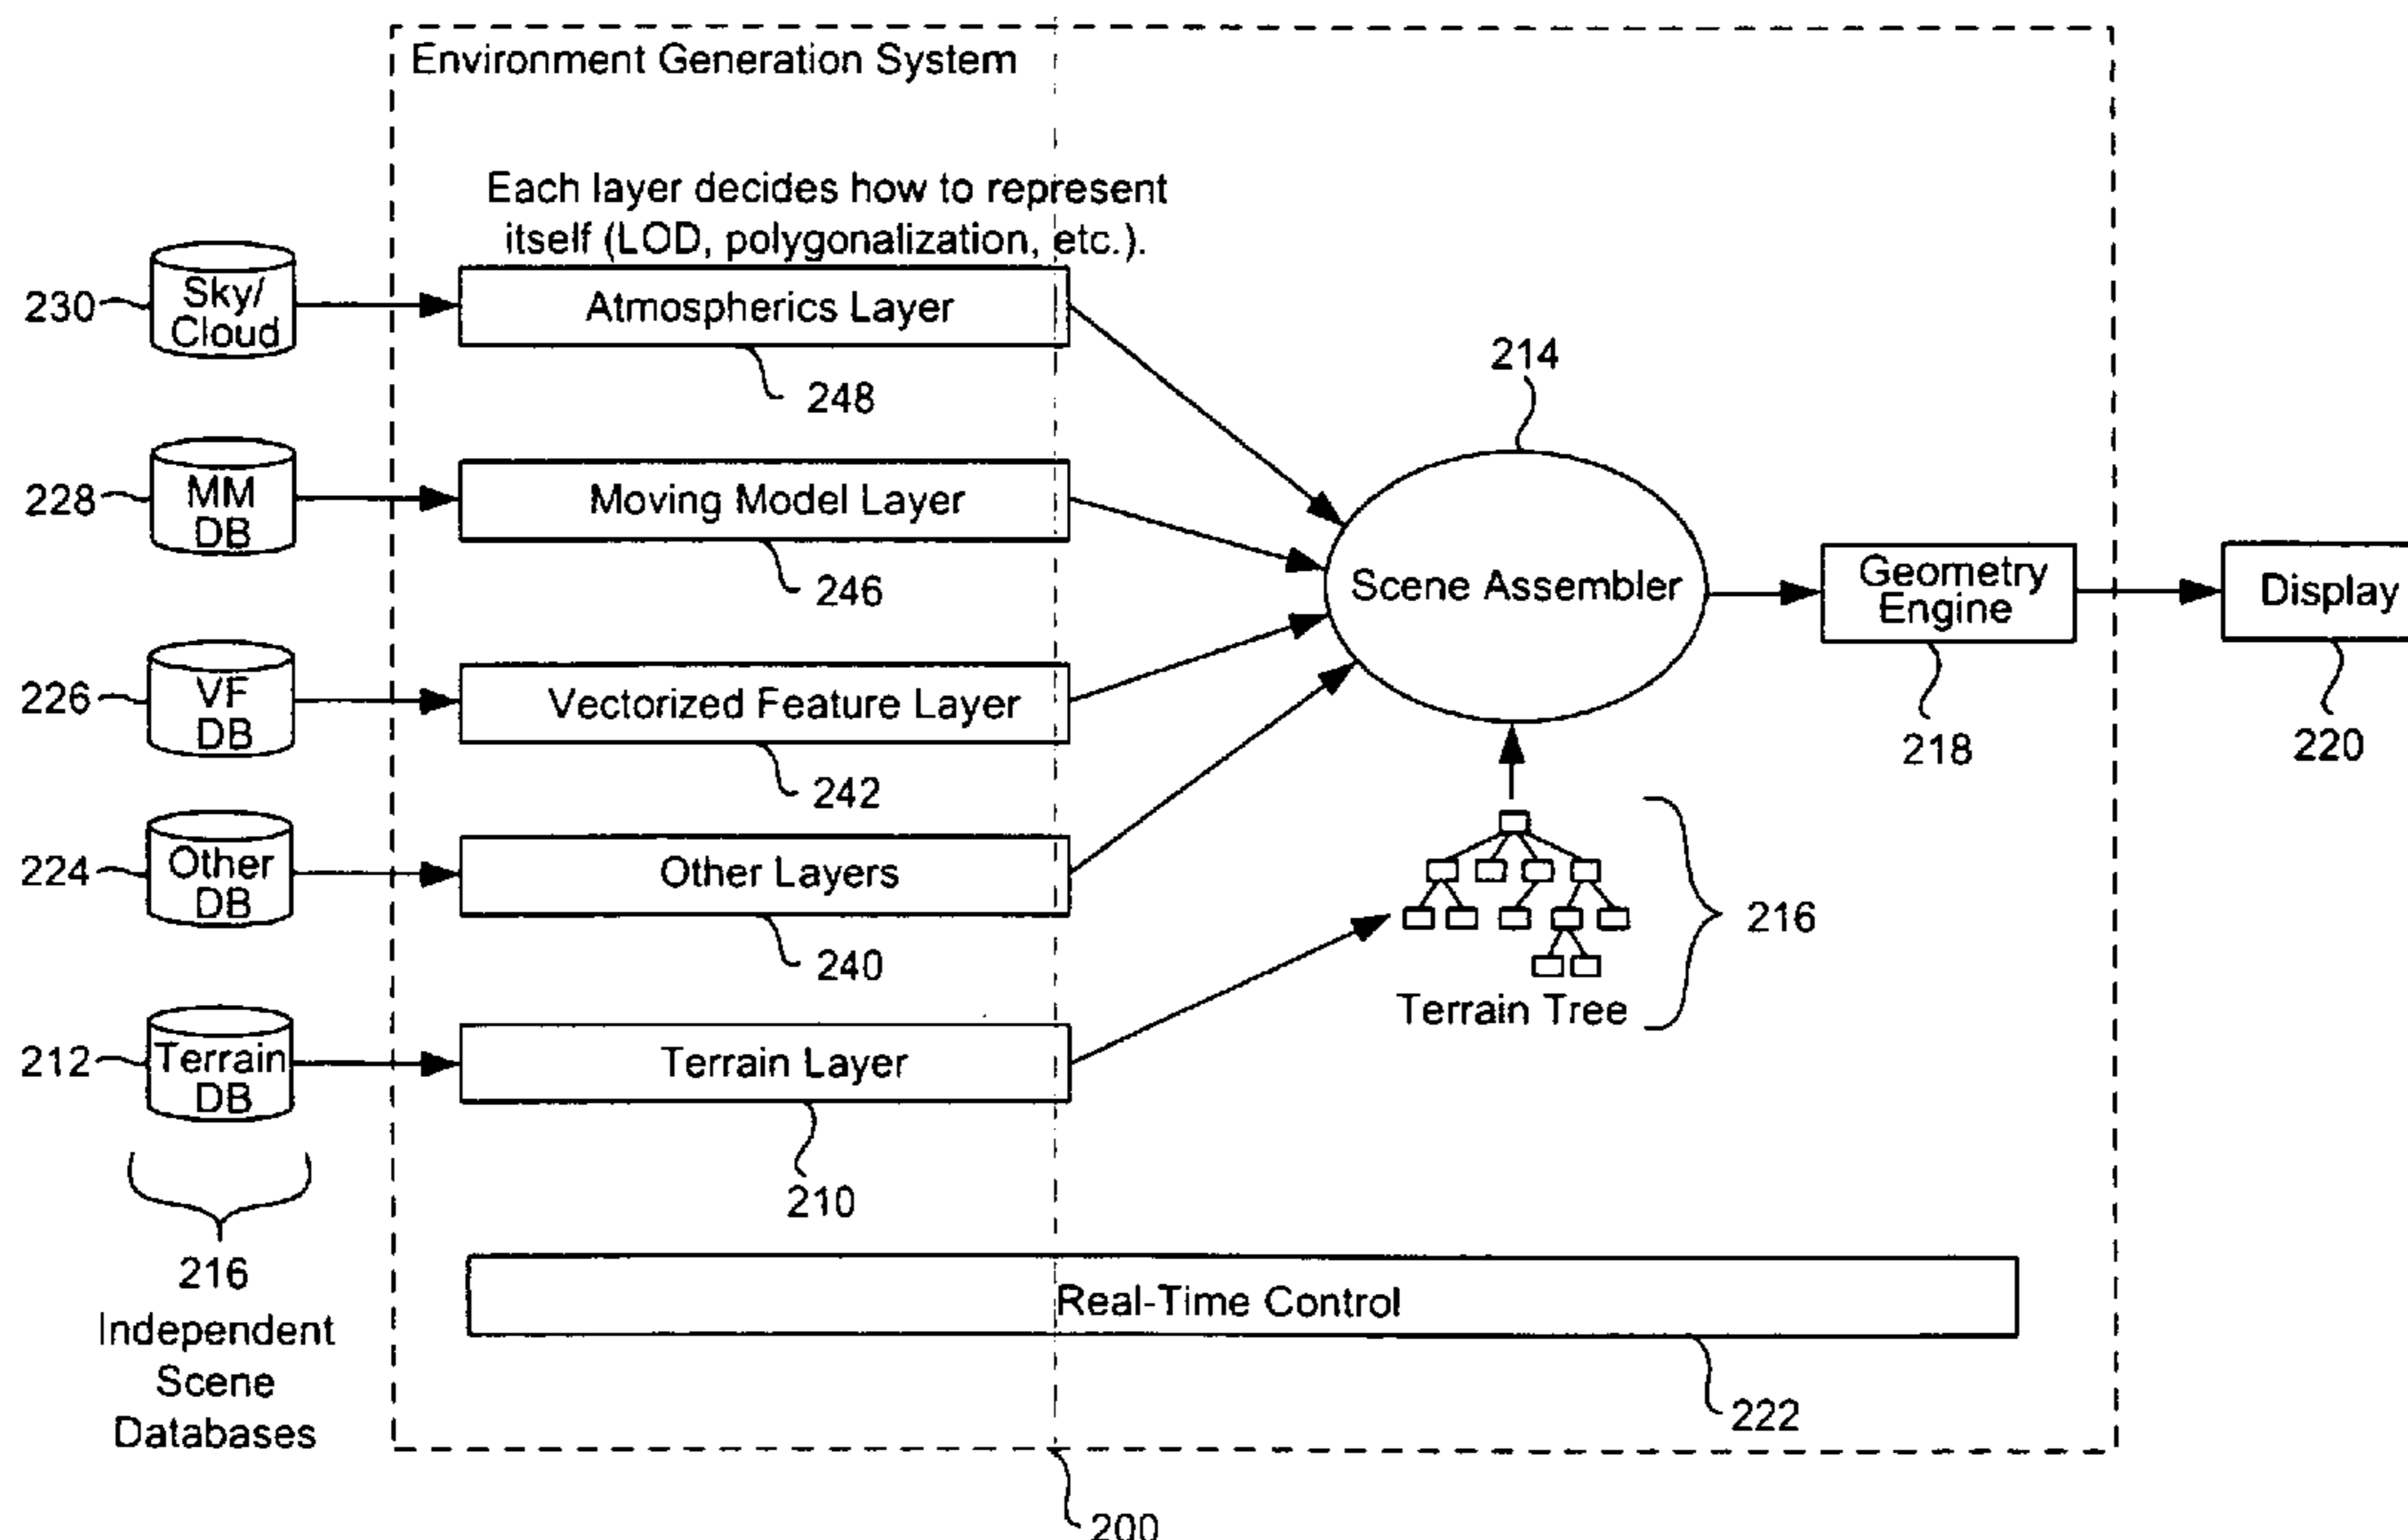 Environment Generation System
Each layer decides how to represent
itself (LOD, polygonalization, etc.).
230
Sky/
Cloud
Atmospherics Layer
248
228
MM
DB
Moving Model Layer
246
226
VF
DB
Vectorized Feature Layer
242
224
Other
DB
Other Layers
240
212
Terrain
DB
Terrain Layer
210
214
Scene Assembler
Geometry
Engine
218
Display
220
216
Terrain Tree
216
Independent
Scene
Databases
Real-Time Control
222
200